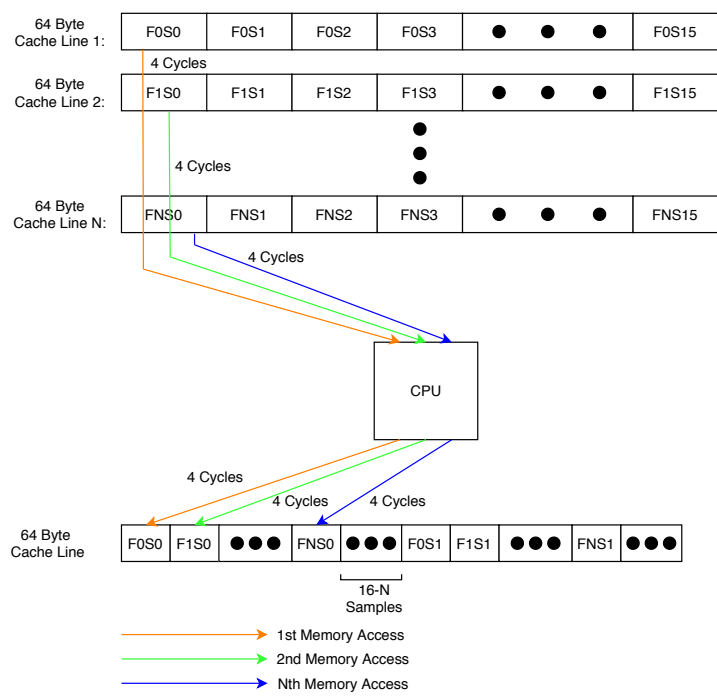 64 Byte
Cache Line 1:
F0S0 F0S1 F0S2 F0S3 F0S15
4 Cycles
64 Byte
Cache Line 2:
F1S0 F1S1 F1S2 F1S3 F1S15
4 Cycles
64 Byte
Cache Line N:
FNS0 FNS1 FNS2 FNS3 FNS15
4 Cycles
CPU
4 Cycles
4 Cycles
4 Cycles
64 Byte
Cache Line
F0S0 F1S0 FNS0 F0S1 F1S1 FNS1
16-N
Samples
1st Memory Access
2nd Memory Access
Nth Memory Access